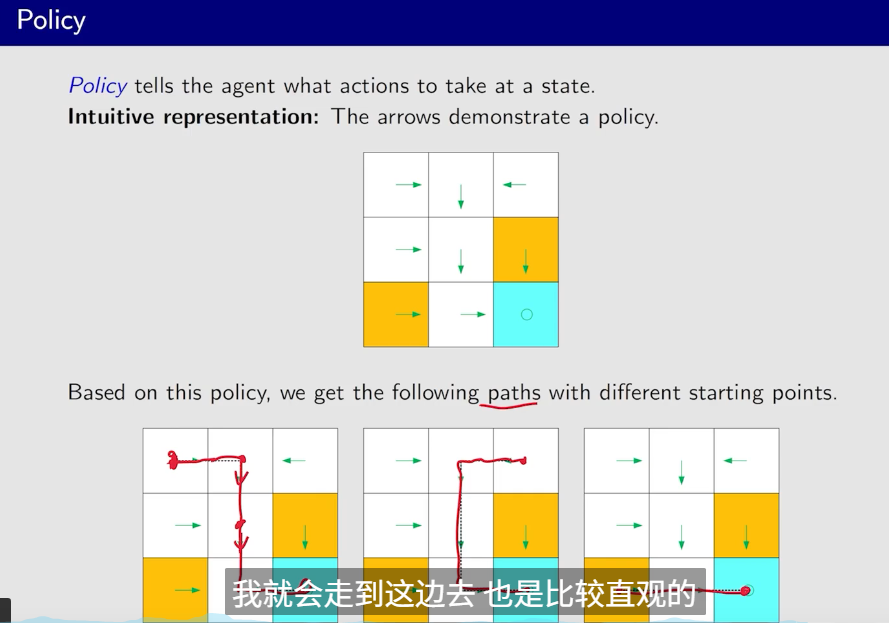 Policy
Policy tells the agent what actions to take at a state.
Intuitive representation: The arrows demonstrate a policy.
Based on this policy, we get the following paths with different starting points.
我就会走到这边去 也是比较直观的